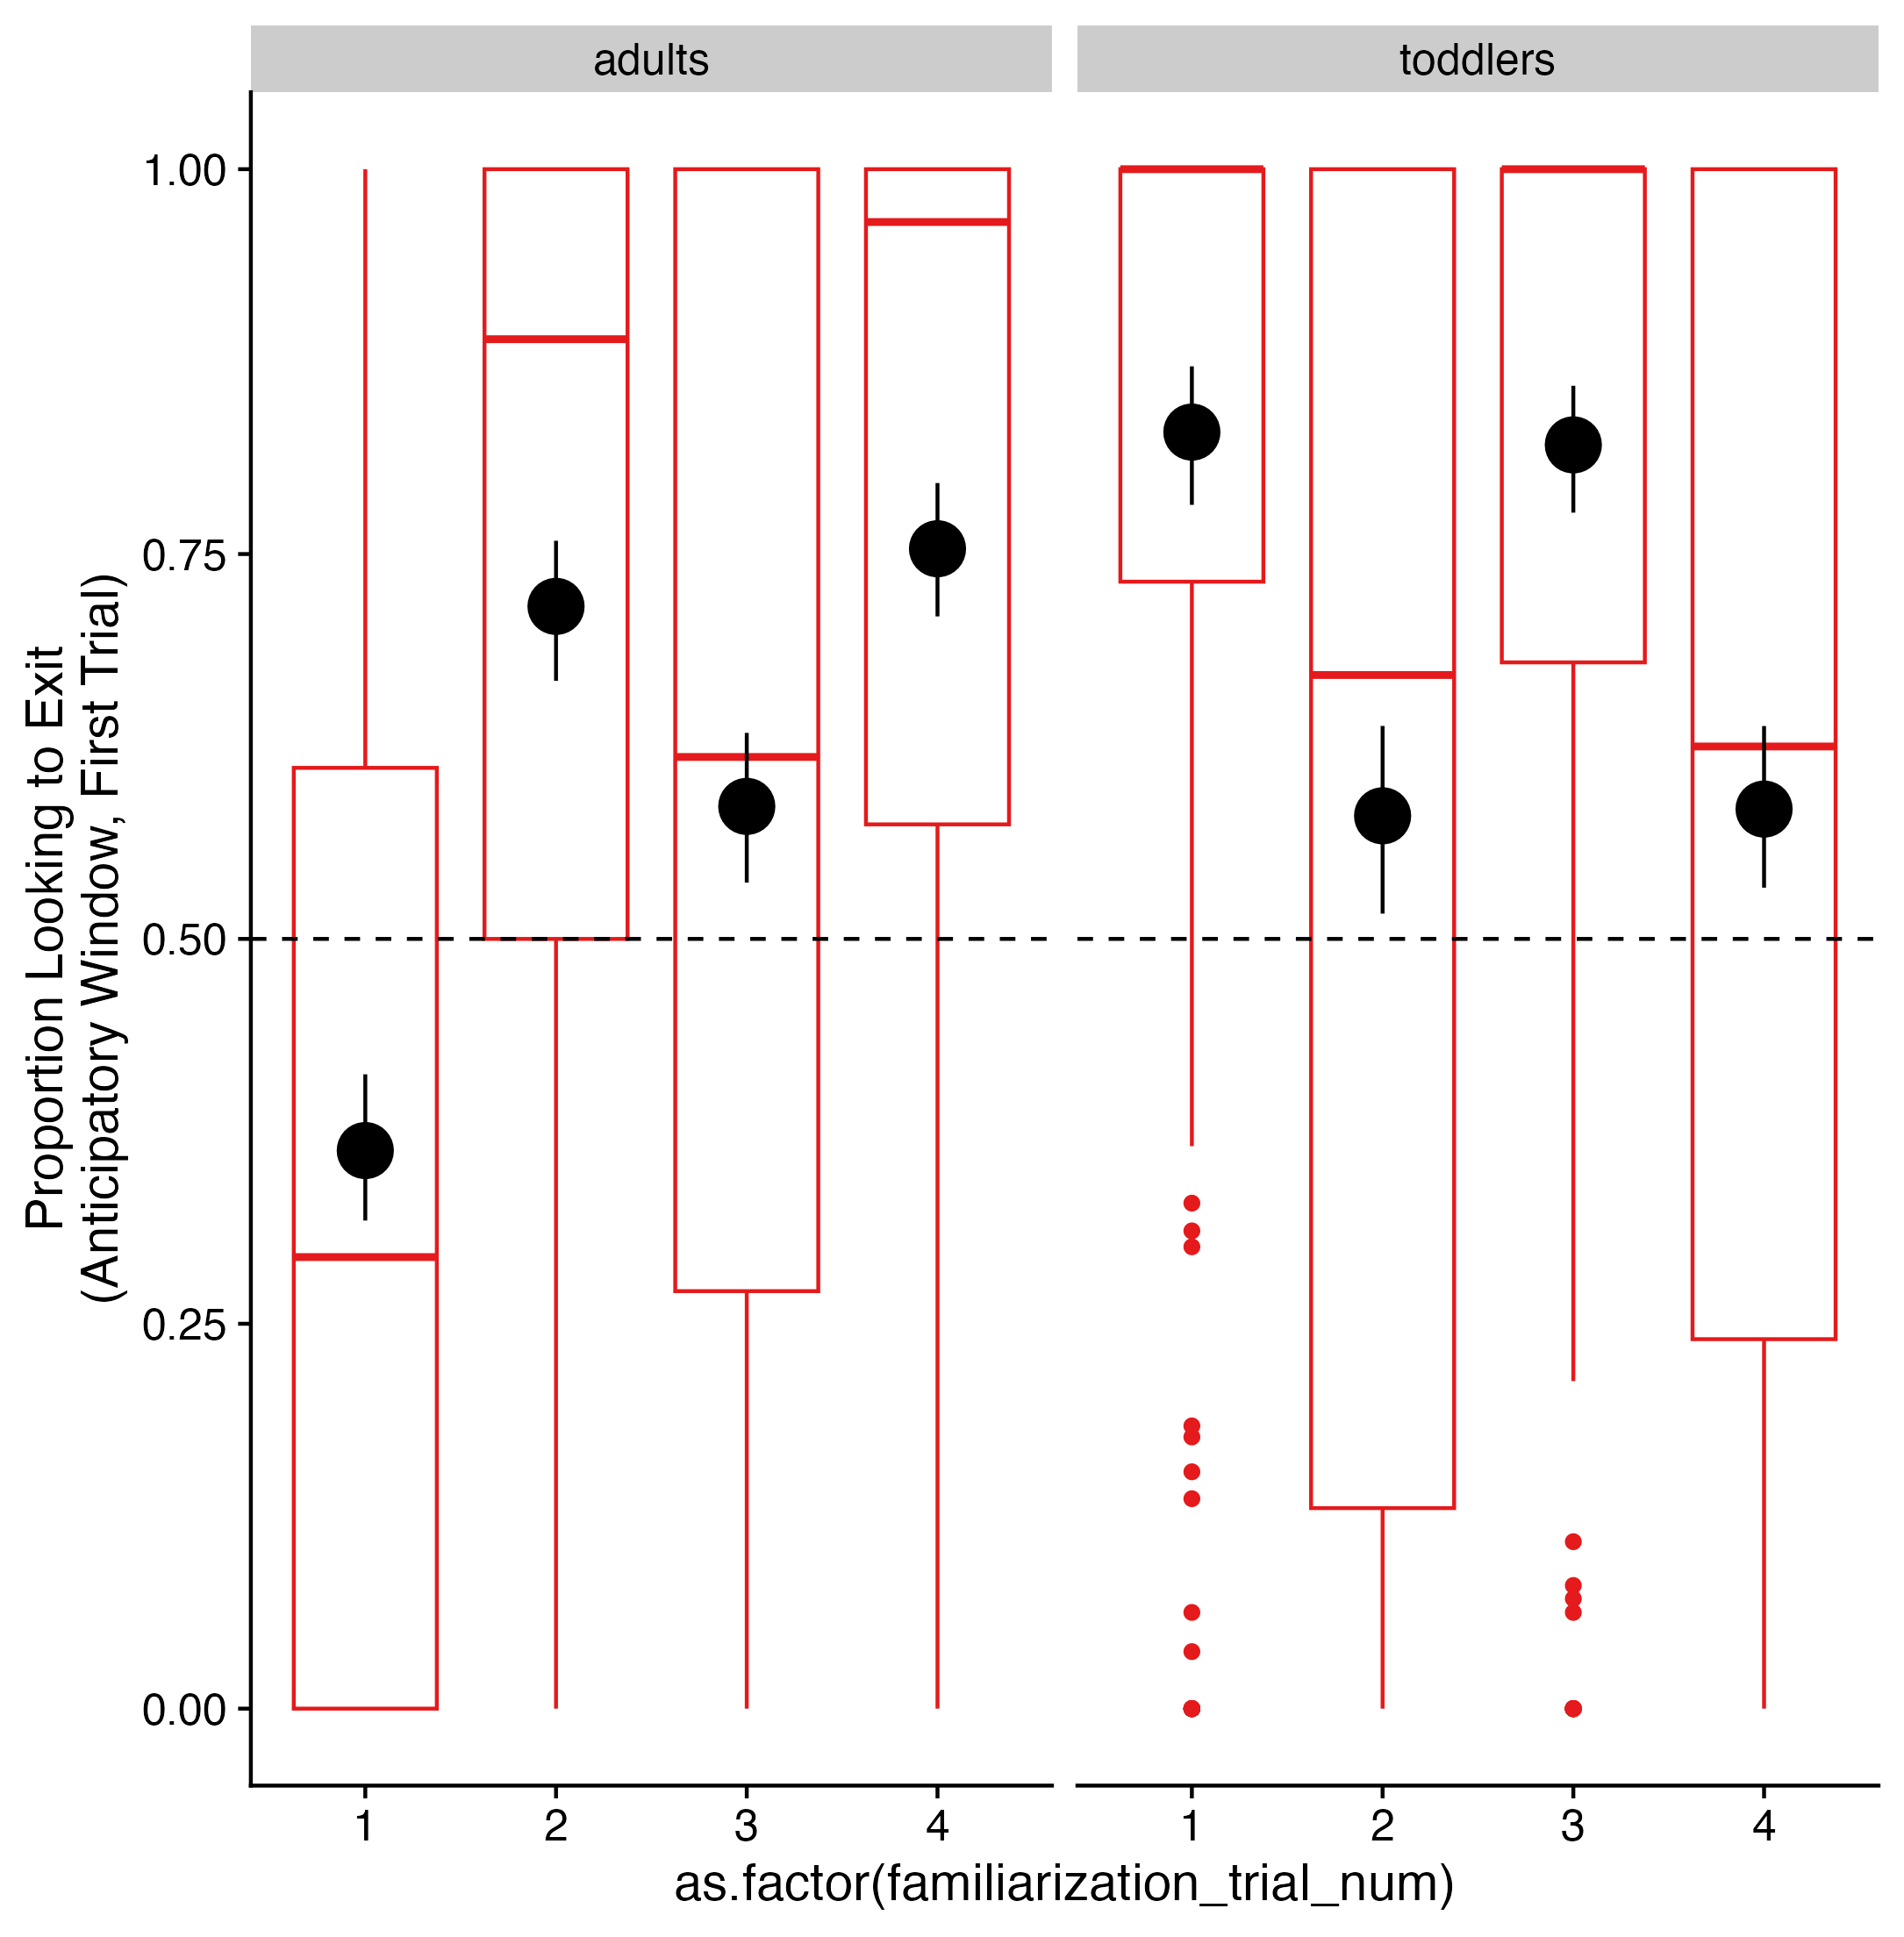 adults
toddlers
1.00
0.75
0.50
0.25
0.00
Proportion Looking to Exit
(Anticipatory Window, First Trial)
1 2 3 4
1 2 3 4
as.factor(familiarization_trial_num)